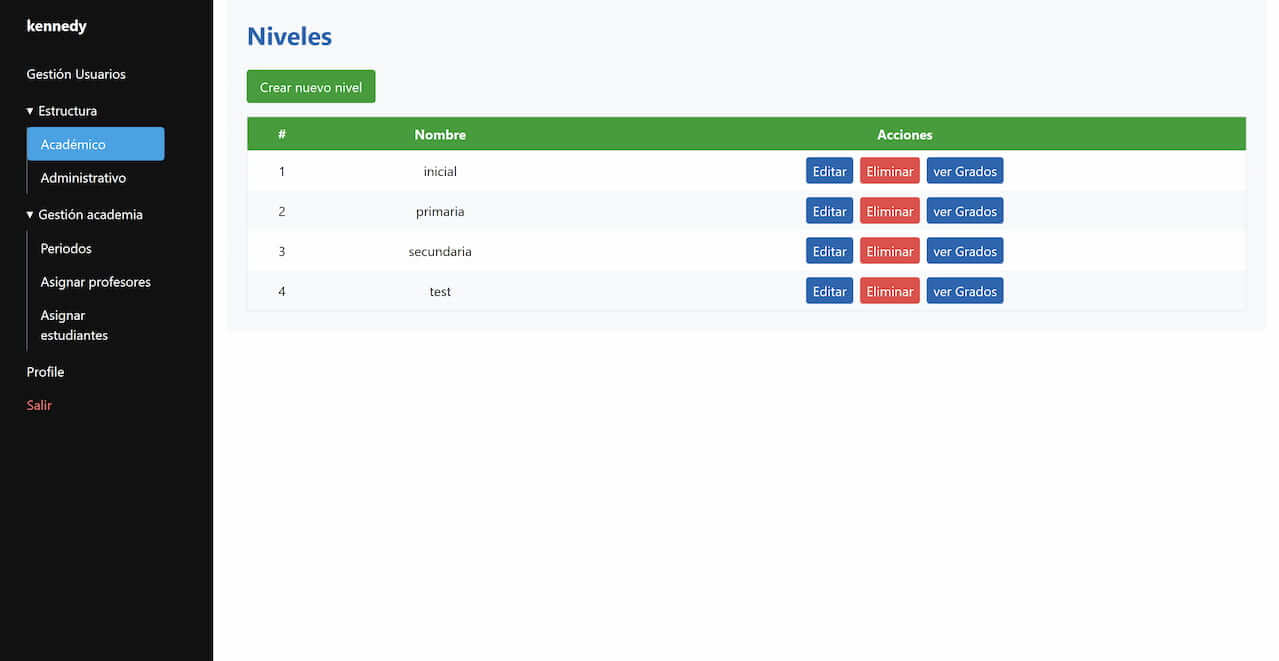 kennedy
Gestión Usuarios
▾ Estructura
Académico
Administrativo
▾ Gestión academia
Periodos
Asignar profesores
Asignar
estudiantes
Profile
Salir
Niveles
Crear nuevo nivel
# Nombre Acciones
1 inicial Editar Eliminar ver Grados
2 primaria Editar Eliminar ver Grados
3 secundaria Editar Eliminar ver Grados
4 test Editar Eliminar ver Grados